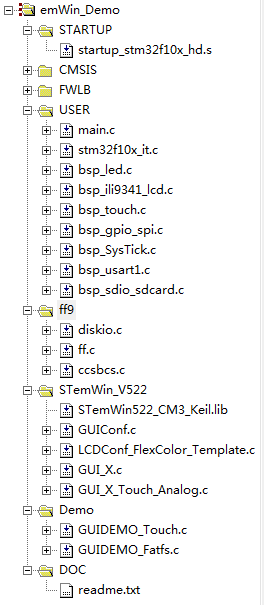 emWin_Demo
STARTUP
startup_stm32f10x_hd.s
CMSIS
FWLB
USER
main.c
stm32f10x_it.c
bsp_led.c
bsp_ili9341_lcd.c
bsp_touch.c
bsp_gpio_spi.c
bsp_SysTick.c
bsp_usart1.c
bsp_sdio_sdcard.c
ff9
diskio.c
ff.c
ccsbcs.c
STemWin_V522
STemWin522_CM3_Keil.lib
GUIConf.c
LCDConf_FlexColor_Template.c
GUI_X.c
GUI_X_Touch_Analog.c
Demo
GUIDEMO_Touch.c
GUIDEMO_Fatfs.c
DOC
readme.txt